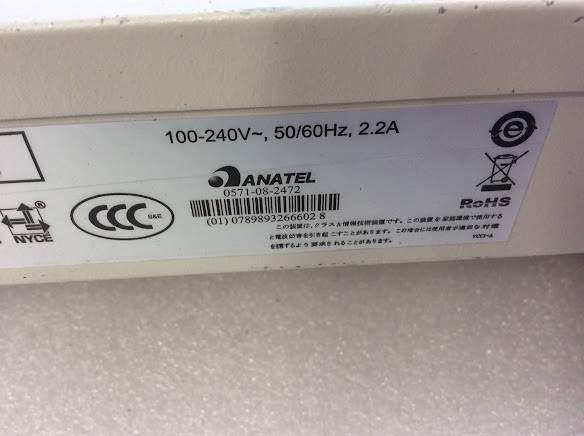 100-240V~, 50/60Hz, 2.2A
ANATEL
0571-08-2472
(01) 0789893266602 8
CCC S&E
NYCE
RoHS
この装置は、クラスA情報技術装置です。この装置を家庭環境で使用する
と電波妨害を引き起こすことがあります。この場合には使用者が適切な対策
を講ずるよう要求されることがあります。
VCCI-A